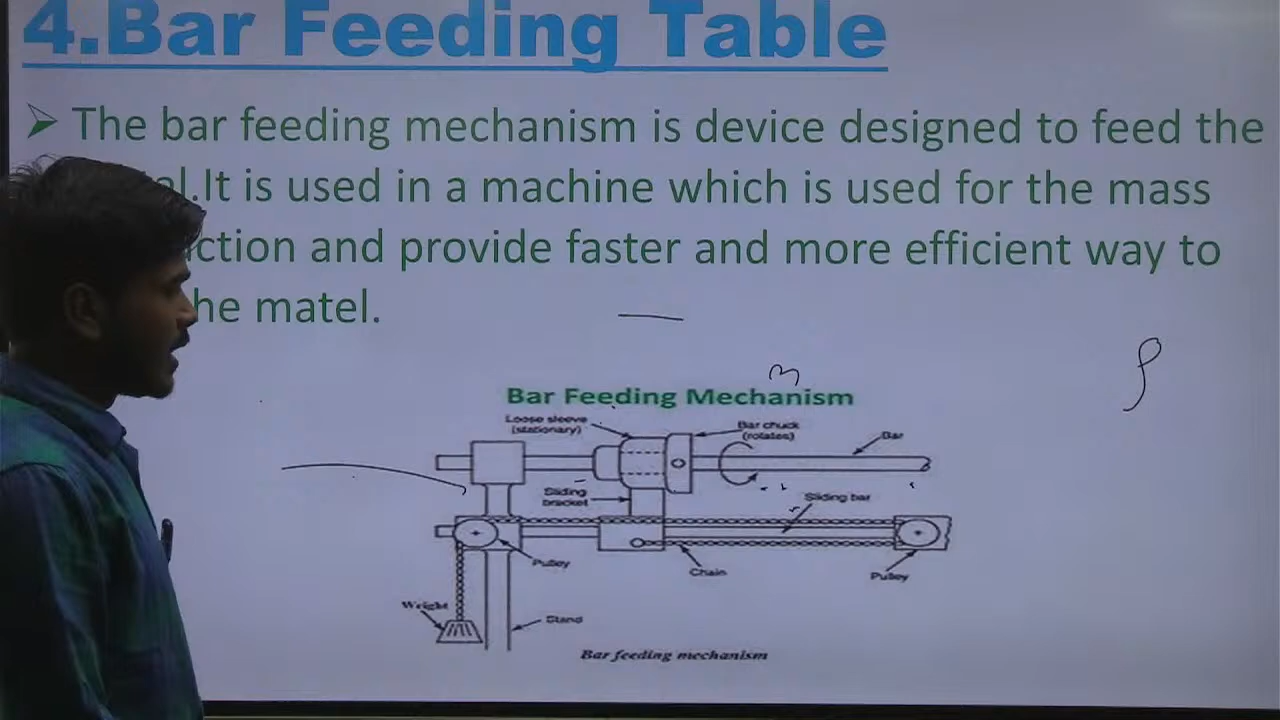 4.Bar Feeding Table
➢ The bar feeding mechanism is device designed to feed the
It is used in a machine which is used for the mass
and provide faster and more efficient way to
matel.
Bar Feeding Mechanism
Loose sleeve
(stationary)
Bar chuck
(rotates)
Bar
Sliding
bracket
Sliding bar
Pulley
Chain
Pulley
Weight
Stand
Bar feeding mechanism